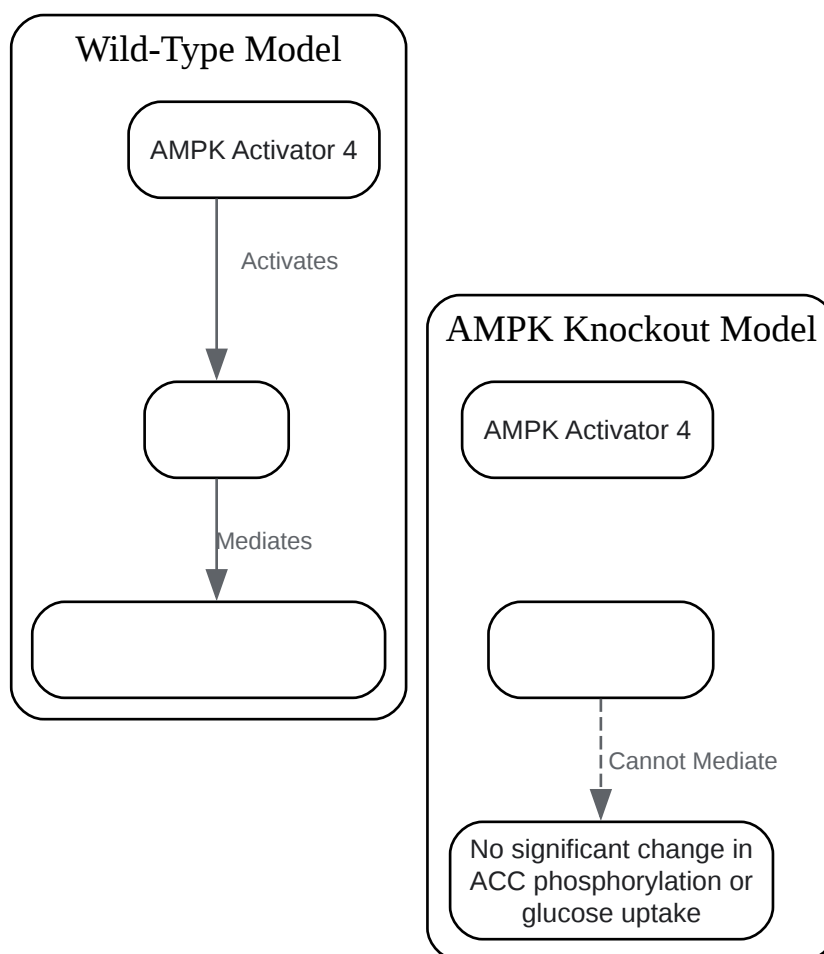 Wild-Type Model
AMPK Activator 4
Activates
Mediates
AMPK Knockout Model
AMPK Activator 4
Cannot Mediate
No significant change in
ACC phosphorylation or
glucose uptake